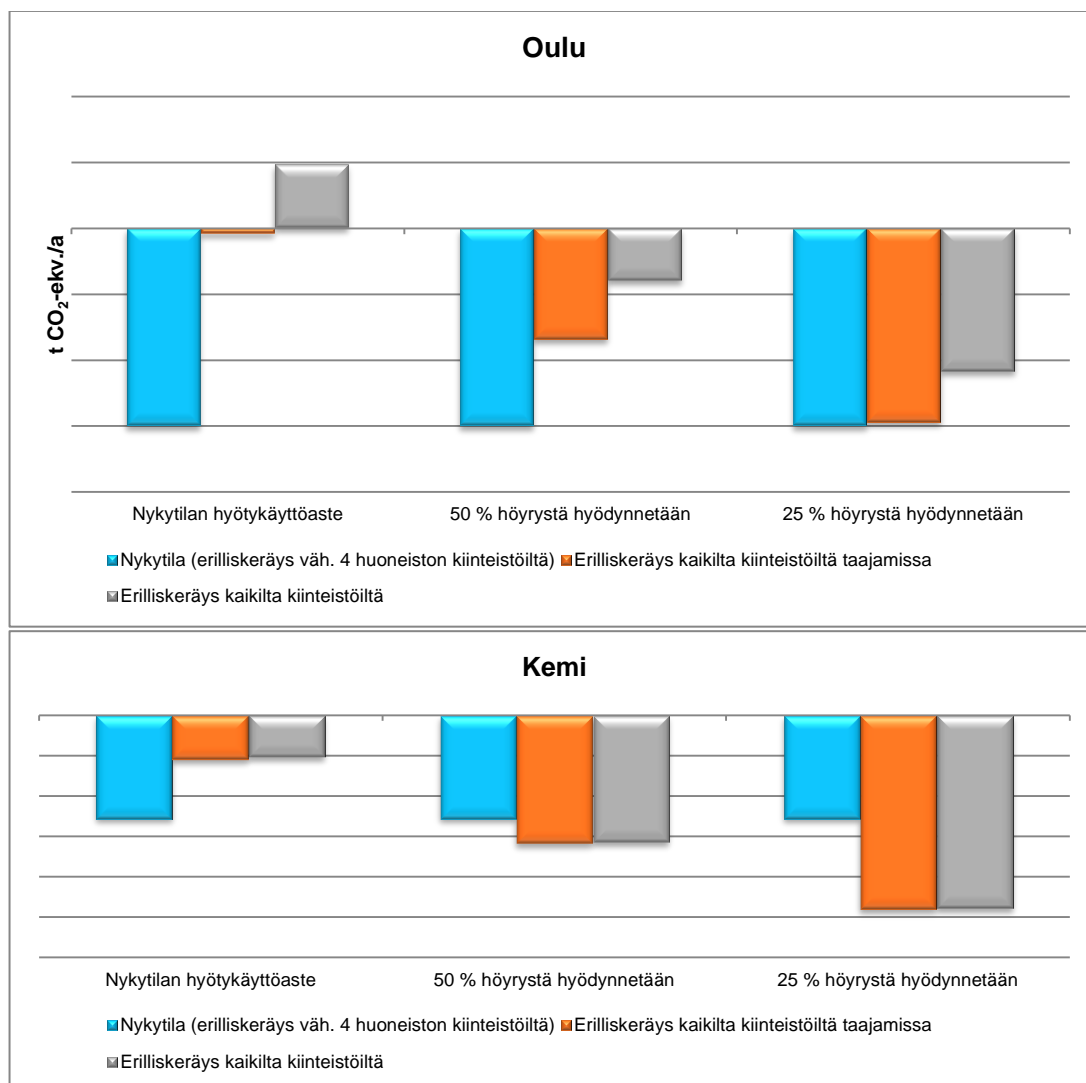 Oulu
t CO₂-ekv./a
Nykytilan hyötykäyttöaste 50 % höyrystä hyödynnetään 25 % höyrystä hyödynnetään
Nykytila (erilliskeräys väh. 4 huoneiston kiinteistöiltä) Erilliskeräys kaikilta kiinteistöiltä taajamissa
Erilliskeräys kaikilta kiinteistöiltä
Kemi
Nykytilan hyötykäyttöaste 50 % höyrystä hyödynnetään 25 % höyrystä hyödynnetään
Nykytila (erilliskeräys väh. 4 huoneiston kiinteistöiltä) Erilliskeräys kaikilta kiinteistöiltä taajamissa
Erilliskeräys kaikilta kiinteistöiltä